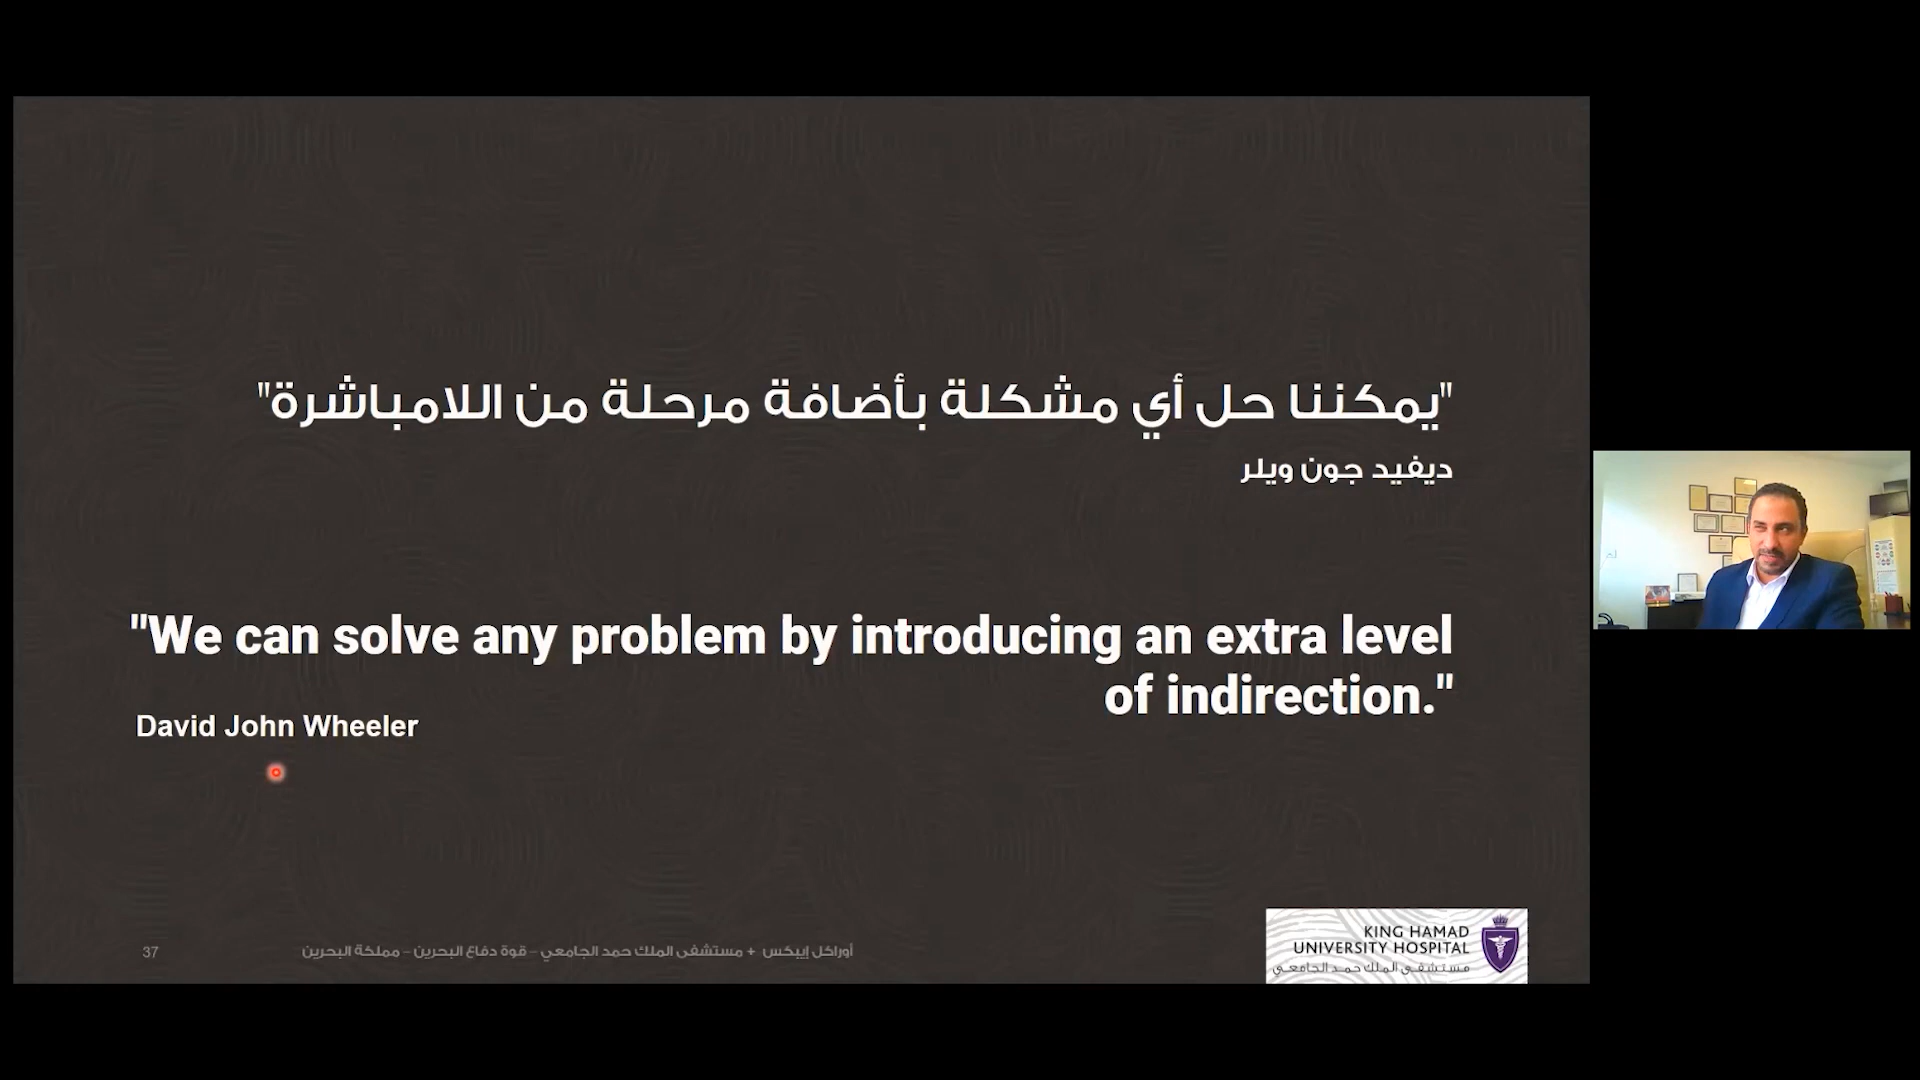 "يمكننا حل أي مشكلة بأضافة مرحلة من اللامباشرة"
ديفيد جون ويلر
"We can solve any problem by introducing an extra level
of indirection."
David John Wheeler
37
أوراكل إيبكس + مستشفى الملك حمد الجامعي – قوة دفاع البحرين – مملكة البحرين
KING HAMAD
UNIVERSITY HOSPITAL
مستشفى الملك حمد الجامعي